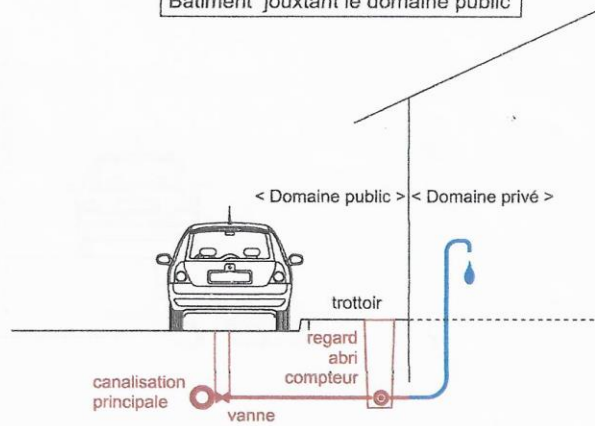 Bâtiment jouxtant le domaine public
< Domaine public > < Domaine privé >
trottoir
regard
abri
compteur
canalisation
principale
vanne